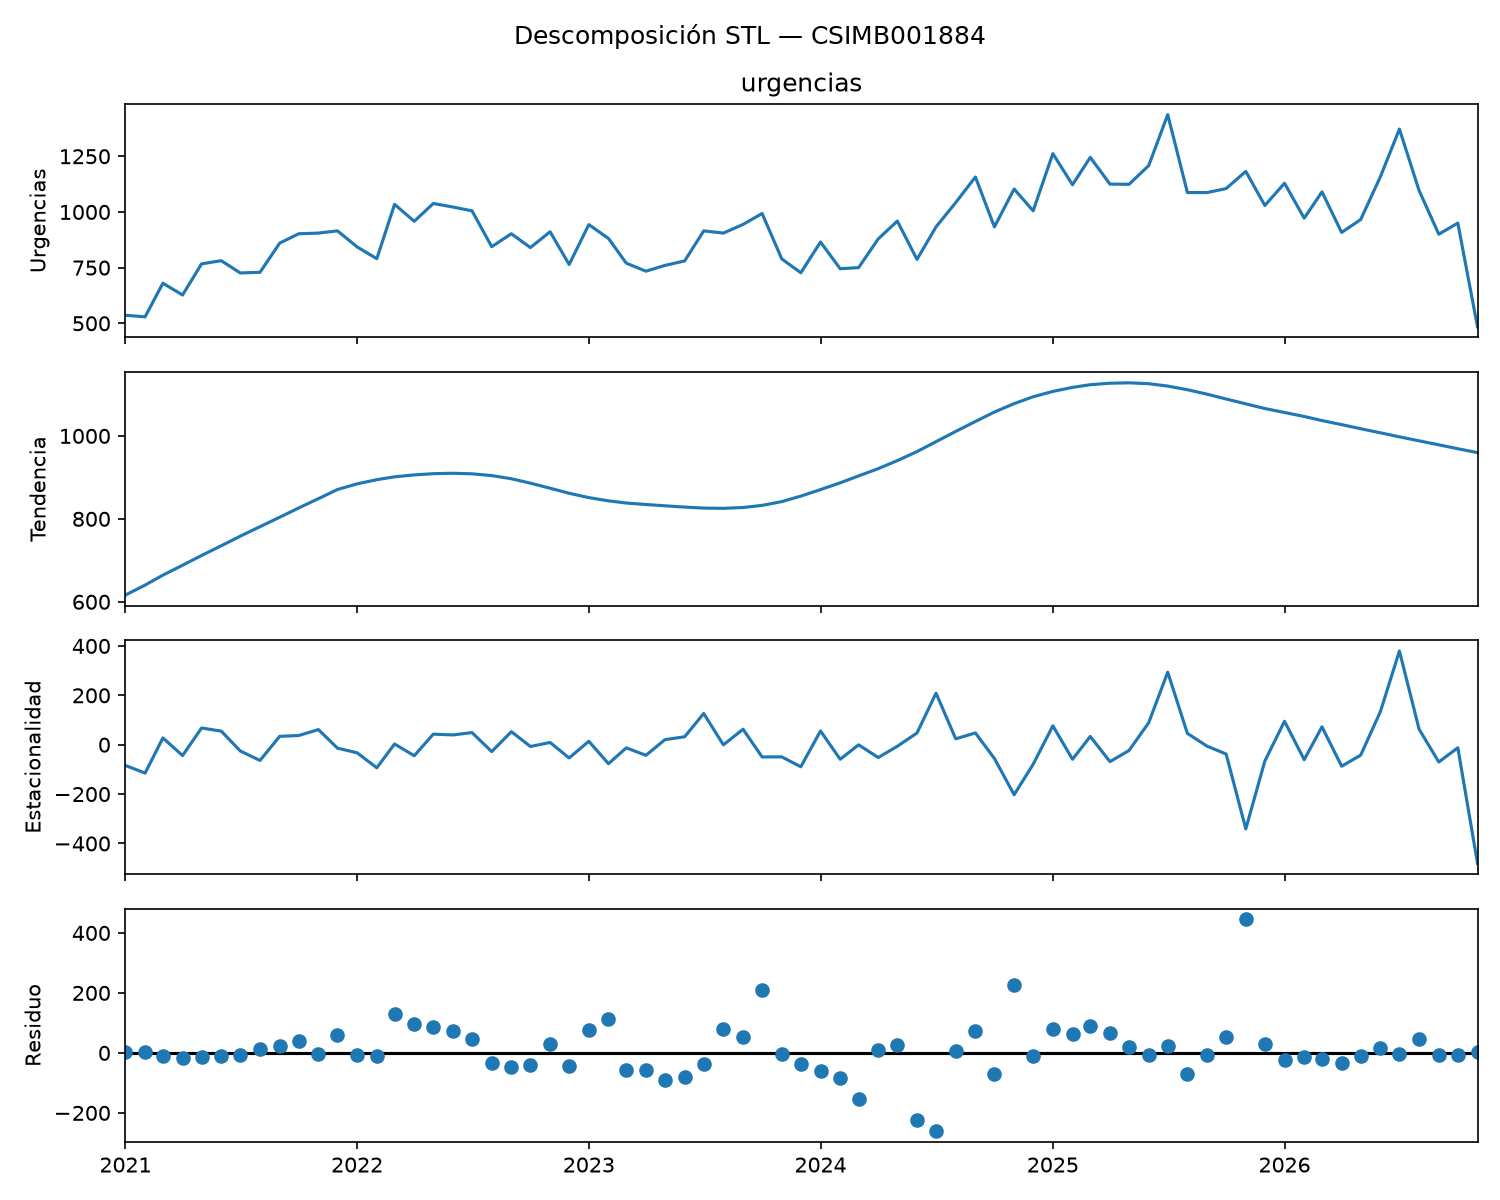 Descomposición STL — CSIMB001884
urgencias
Urgencias
1250
1000
750
500
Tendencia
1000
800
600
Estacionalidad
400
200
0
−200
−400
Residuo
400
200
0
−200
2021 2022 2023 2024 2025 2026